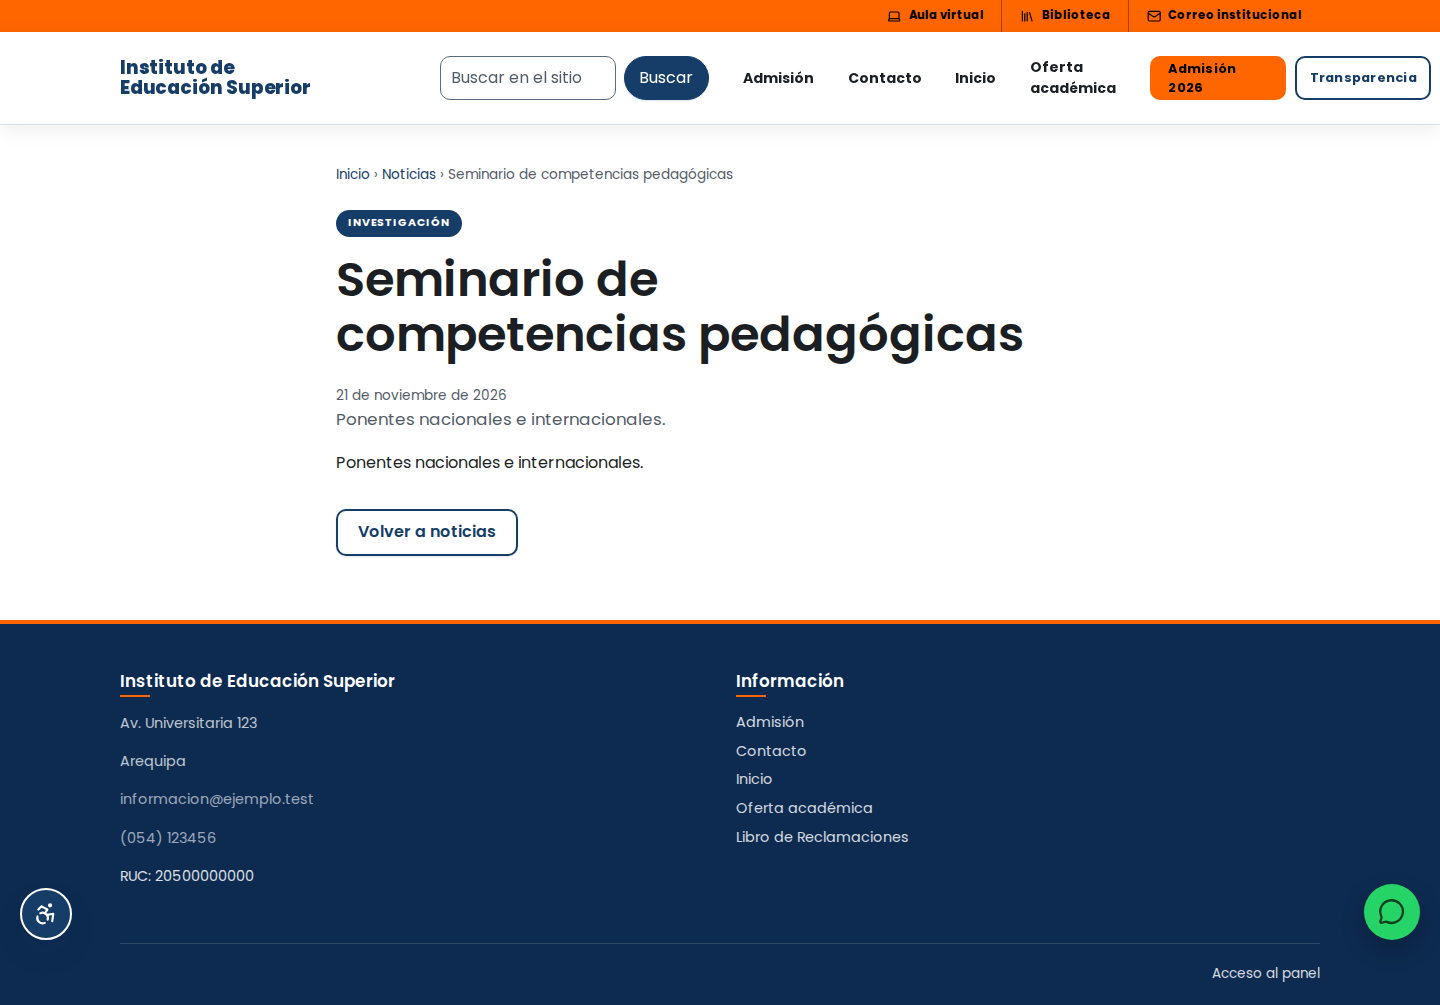 Aula virtual
Biblioteca
Correo institucional
Instituto de
Educación Superior
Buscar en el sitio
Buscar
Admisión
Contacto
Inicio
Oferta
académica
Admisión
2026
Transparencia
Inicio › Noticias › Seminario de competencias pedagógicas
INVESTIGACIÓN
Seminario de
competencias pedagógicas
21 de noviembre de 2026
Ponentes nacionales e internacionales.
Ponentes nacionales e internacionales.
Volver a noticias
Instituto de Educación Superior
Av. Universitaria 123
Arequipa
informacion@ejemplo.test
(054) 123456
RUC: 20500000000
Información
Admisión
Contacto
Inicio
Oferta académica
Libro de Reclamaciones
Acceso al panel